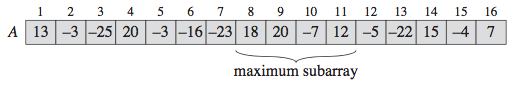 1 2 3 4 5 6 7 8 9 10 11 12 13 14 15 16
A 13 –3 –25 20 –3 –16 –23 18 20 –7 12 –5 –22 15 –4 7
maximum subarray